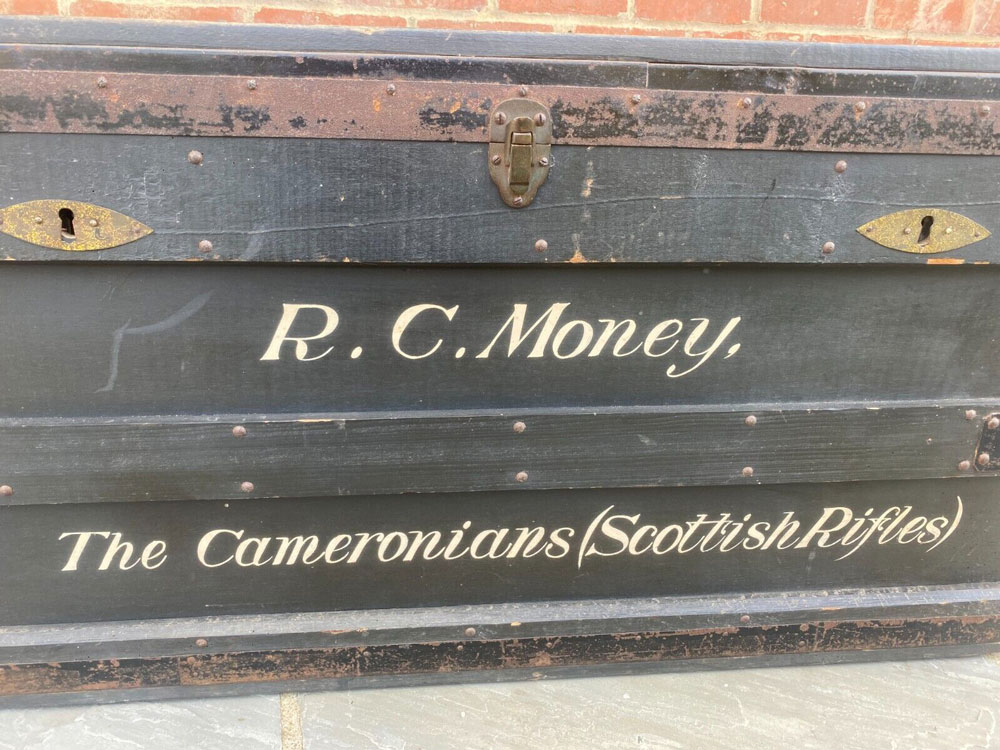 R. C. Money,
The Cameronians (Scottish Rifles)